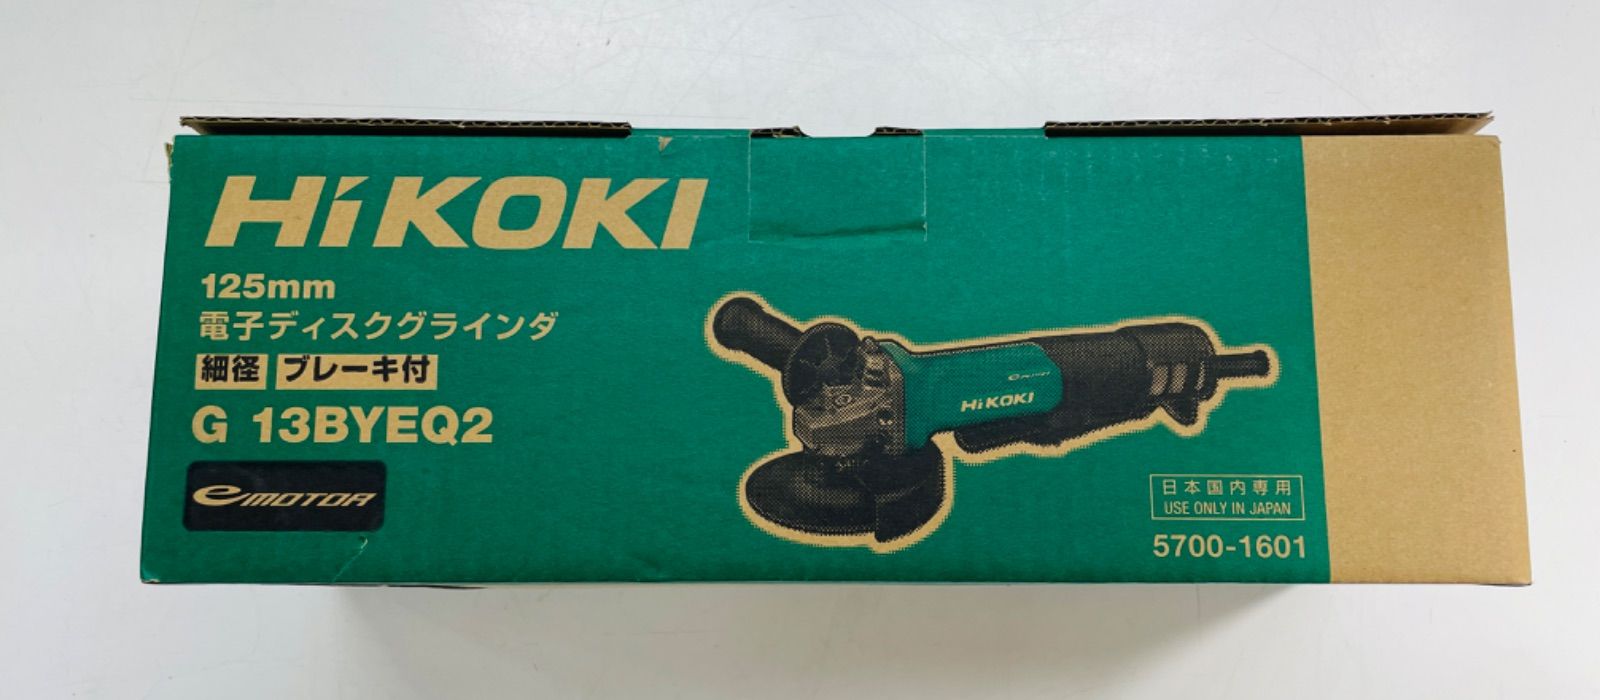 HiKOKI
125mm
電子ディスクグラインダ
細径 ブレーキ付
G 13BYEQ2
eMOTOR
HiKOKI
日本国内専用
USE ONLY IN JAPAN
5700-1601